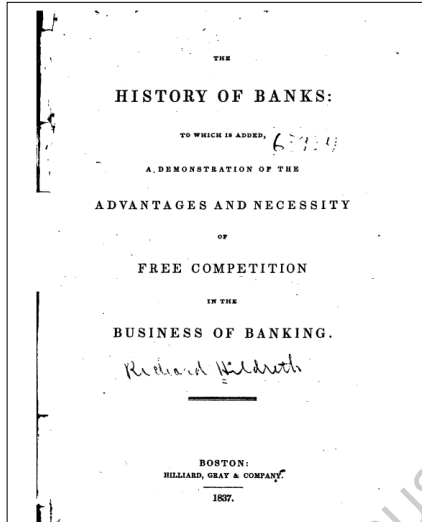 THE
HISTORY OF BANKS:
TO WHICH IS ADDED,
A DEMONSTRATION OF THE
ADVANTAGES AND NECESSITY
OF
FREE COMPETITION
IN THE
BUSINESS OF BANKING.
Richard Hildreth
BOSTON:
HILLIARD, GRAY & COMPANY.
1837.